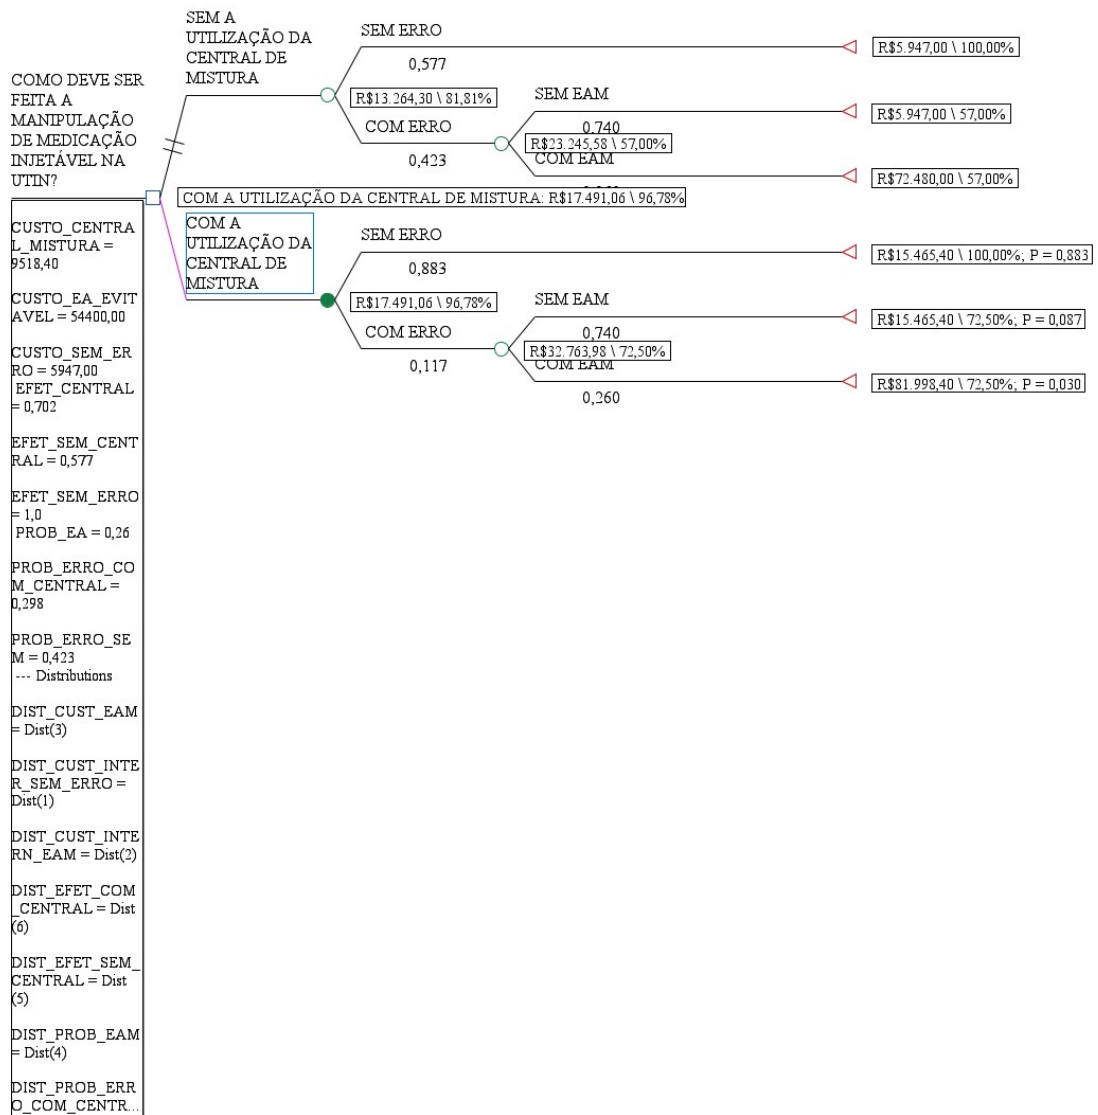 COMO DEVE SER
FEITA A
MANIPULAÇÃO
DE MEDICAÇÃO
INJETÁVEL NA
UTIN?
CUSTO_CENTRA
L_MISTURA =
9518,40
CUSTO_EA_EVIT
AVEL = 54400,00
CUSTO_SEM_ER
RO = 5947,00
EFET_CENTRAL
= 0,702
EFET_SEM_CENT
RAL = 0,577
EFET_SEM_ERRO
= 1,0
PROB_EA = 0,26
PROB_ERRO_CO
M_CENTRAL =
0,298
PROB_ERRO_SE
M = 0,423
--- Distributions
DIST_CUST_EAM
= Dist(3)
DIST_CUST_INTE
R_SEM_ERRO =
Dist(1)
DIST_CUST_INTE
RN_EAM = Dist(2)
DIST_EFET_COM
_CENTRAL = Dist
(6)
DIST_EFET_SEM_
CENTRAL = Dist
(5)
DIST_PROB_EAM
= Dist(4)
DIST_PROB_ERR
O_COM_CENTR...
SEM A
UTILIZAÇÃO DA
CENTRAL DE
MISTURA
SEM ERRO
0,577
R$5.947,00 \ 100,00%
R$13.264,30 \ 81,81%
COM ERRO
0,423
SEM EAM
0,740
R$5.947,00 \ 57,00%
R$23.245,58 \ 57,00%
COM EAM
R$72.480,00 \ 57,00%
COM A UTILIZAÇÃO DA CENTRAL DE MISTURA: R$17.491,06 \ 96,78%
COM A
UTILIZAÇÃO DA
CENTRAL DE
MISTURA
SEM ERRO
0,883
R$15.465,40 \ 100,00%; P = 0,883
R$17.491,06 \ 96,78%
COM ERRO
0,117
SEM EAM
0,740
R$15.465,40 \ 72,50%; P = 0,087
R$32.763,98 \ 72,50%
COM EAM
0,260
R$81.998,40 \ 72,50%; P = 0,030